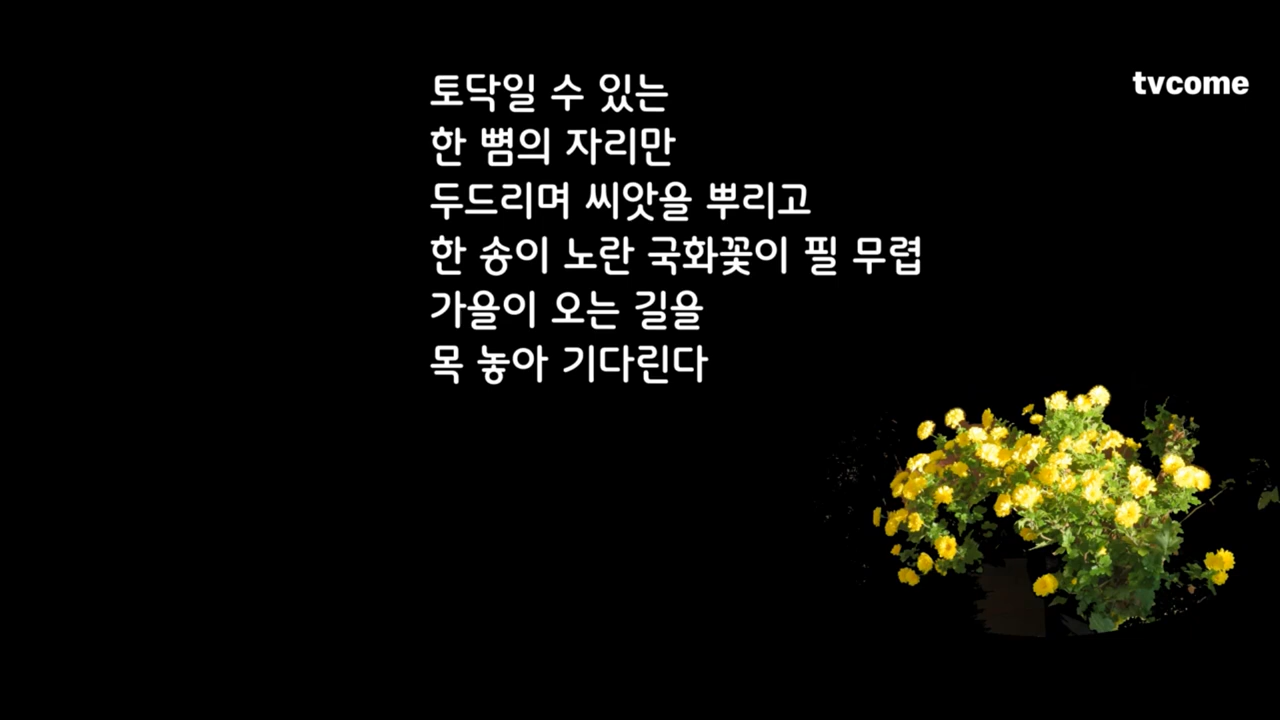 토닥일 수 있는
한 뼘의 자리만
두드리며 씨앗을 뿌리고
한 송이 노란 국화꽃이 필 무렵
가을이 오는 길을
목 놓아 기다린다
tvcome